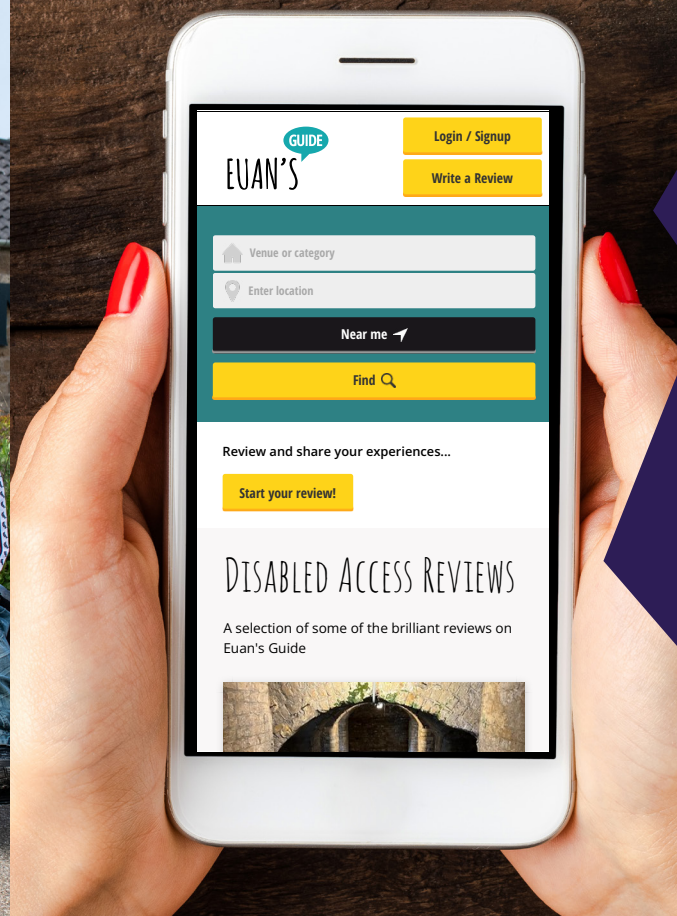 GUIDE
EUAN'S
Login / Signup
Write a Review
Venue or category
Enter location
Near me
Find
Review and share your experiences...
Start your review!
Disabled Access Reviews
A selection of some of the brilliant reviews on
Euan's Guide